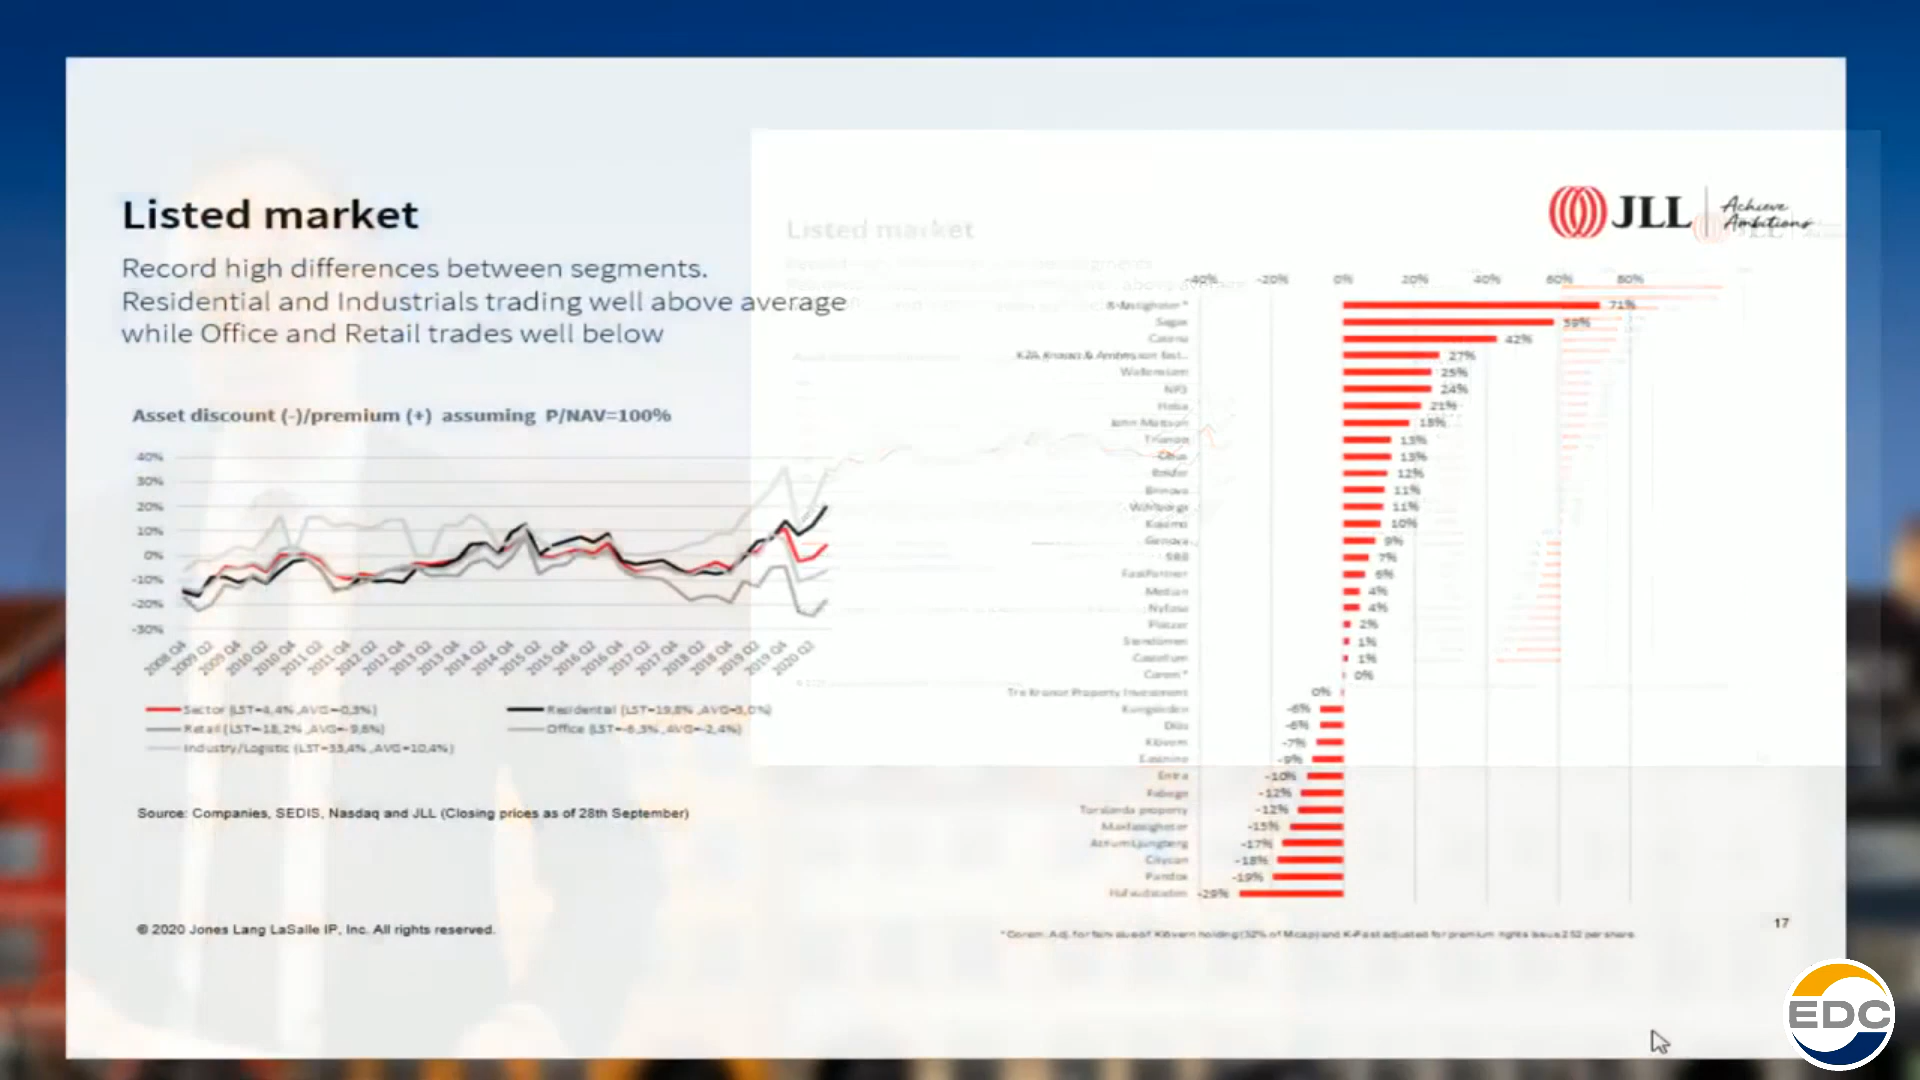 Listed market
Record high differences between segments.
Residential and Industrials trading well above average
while Office and Retail trades well below
Asset discount (-)/premium (+) assuming P/NAV=100%
40%
30%
20%
10%
0%
-10%
-20%
-30%
2008 Q4
2009 Q2
2009 Q4
2010 Q2
2010 Q4
2011 Q2
2011 Q4
2012 Q2
2012 Q4
2013 Q2
2013 Q4
2014 Q2
2014 Q4
2015 Q2
2015 Q4
2016 Q2
2016 Q4
2017 Q2
2017 Q4
2018 Q2
2018 Q4
2019 Q2
2019 Q4
2020 Q2
Sector (LST=4,4% ,AVG=-0,3%)
Residential (LST=19,8% ,AVG=3,0%)
Retail (LST=-18,2% ,AVG=-9,6%)
Office (LST=-6,3% ,AVG=-2,4%)
Industry/Logistic (LST=33,4% ,AVG=10,4%)
Source: Companies, SEDIS, Nasdaq and JLL (Closing prices as of 28th September)
© 2020 Jones Lang LaSalle IP, Inc. All rights reserved.
Listed market
JLL
Achieve
Ambitions
-40% -20% 0% 20% 40% 60% 80%
K-fastigheter* 71%
Sagax 59%
Catena 42%
27%
Wallenstam 25%
NP3 24%
Heba 21%
John Mattson 18%
Trianon 13%
Cibus 13%
Balder 12%
Brinova 11%
Wihlborgs 11%
10%
Genova 9%
SBB 7%
FastPartner 6%
Median 4%
Nyfosa 4%
Platzer 2%
Stendörren 1%
Castellum 1%
Corem* 0%
Tre Kronor Property Investment 0%
Kungsleden -6%
Diös -6%
Klövern -7%
Eastnine -9%
Entra -10%
Fabege -12%
Torslanda property -12%
Maxfastigheter -15%
Atrium Ljungberg -17%
Citycon -18%
Pandox -19%
Hufvudstaden -29%
*Corem: Adj. for fair value of Klövern holding (52% of Mcap) and K-Fast adjusted for premium rights issue 252 per share
17
EDC